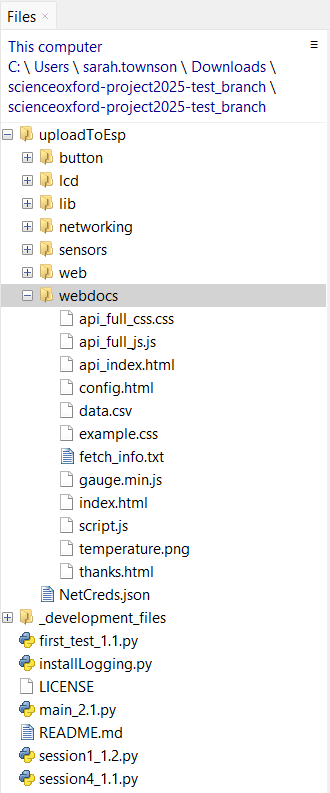 Files ×
This computer
C: \ Users \ sarah.townson \ Downloads \
scienceoxford-project2025-test_branch \
scienceoxford-project2025-test_branch
uploadToEsp
button
lcd
lib
networking
sensors
web
webdocs
api_full_css.css
api_full_js.js
api_index.html
config.html
data.csv
example.css
fetch_info.txt
gauge.min.js
index.html
script.js
temperature.png
thanks.html
NetCreds.json
_development_files
first_test_1.1.py
installLogging.py
LICENSE
main_2.1.py
README.md
session1_1.2.py
session4_1.1.py